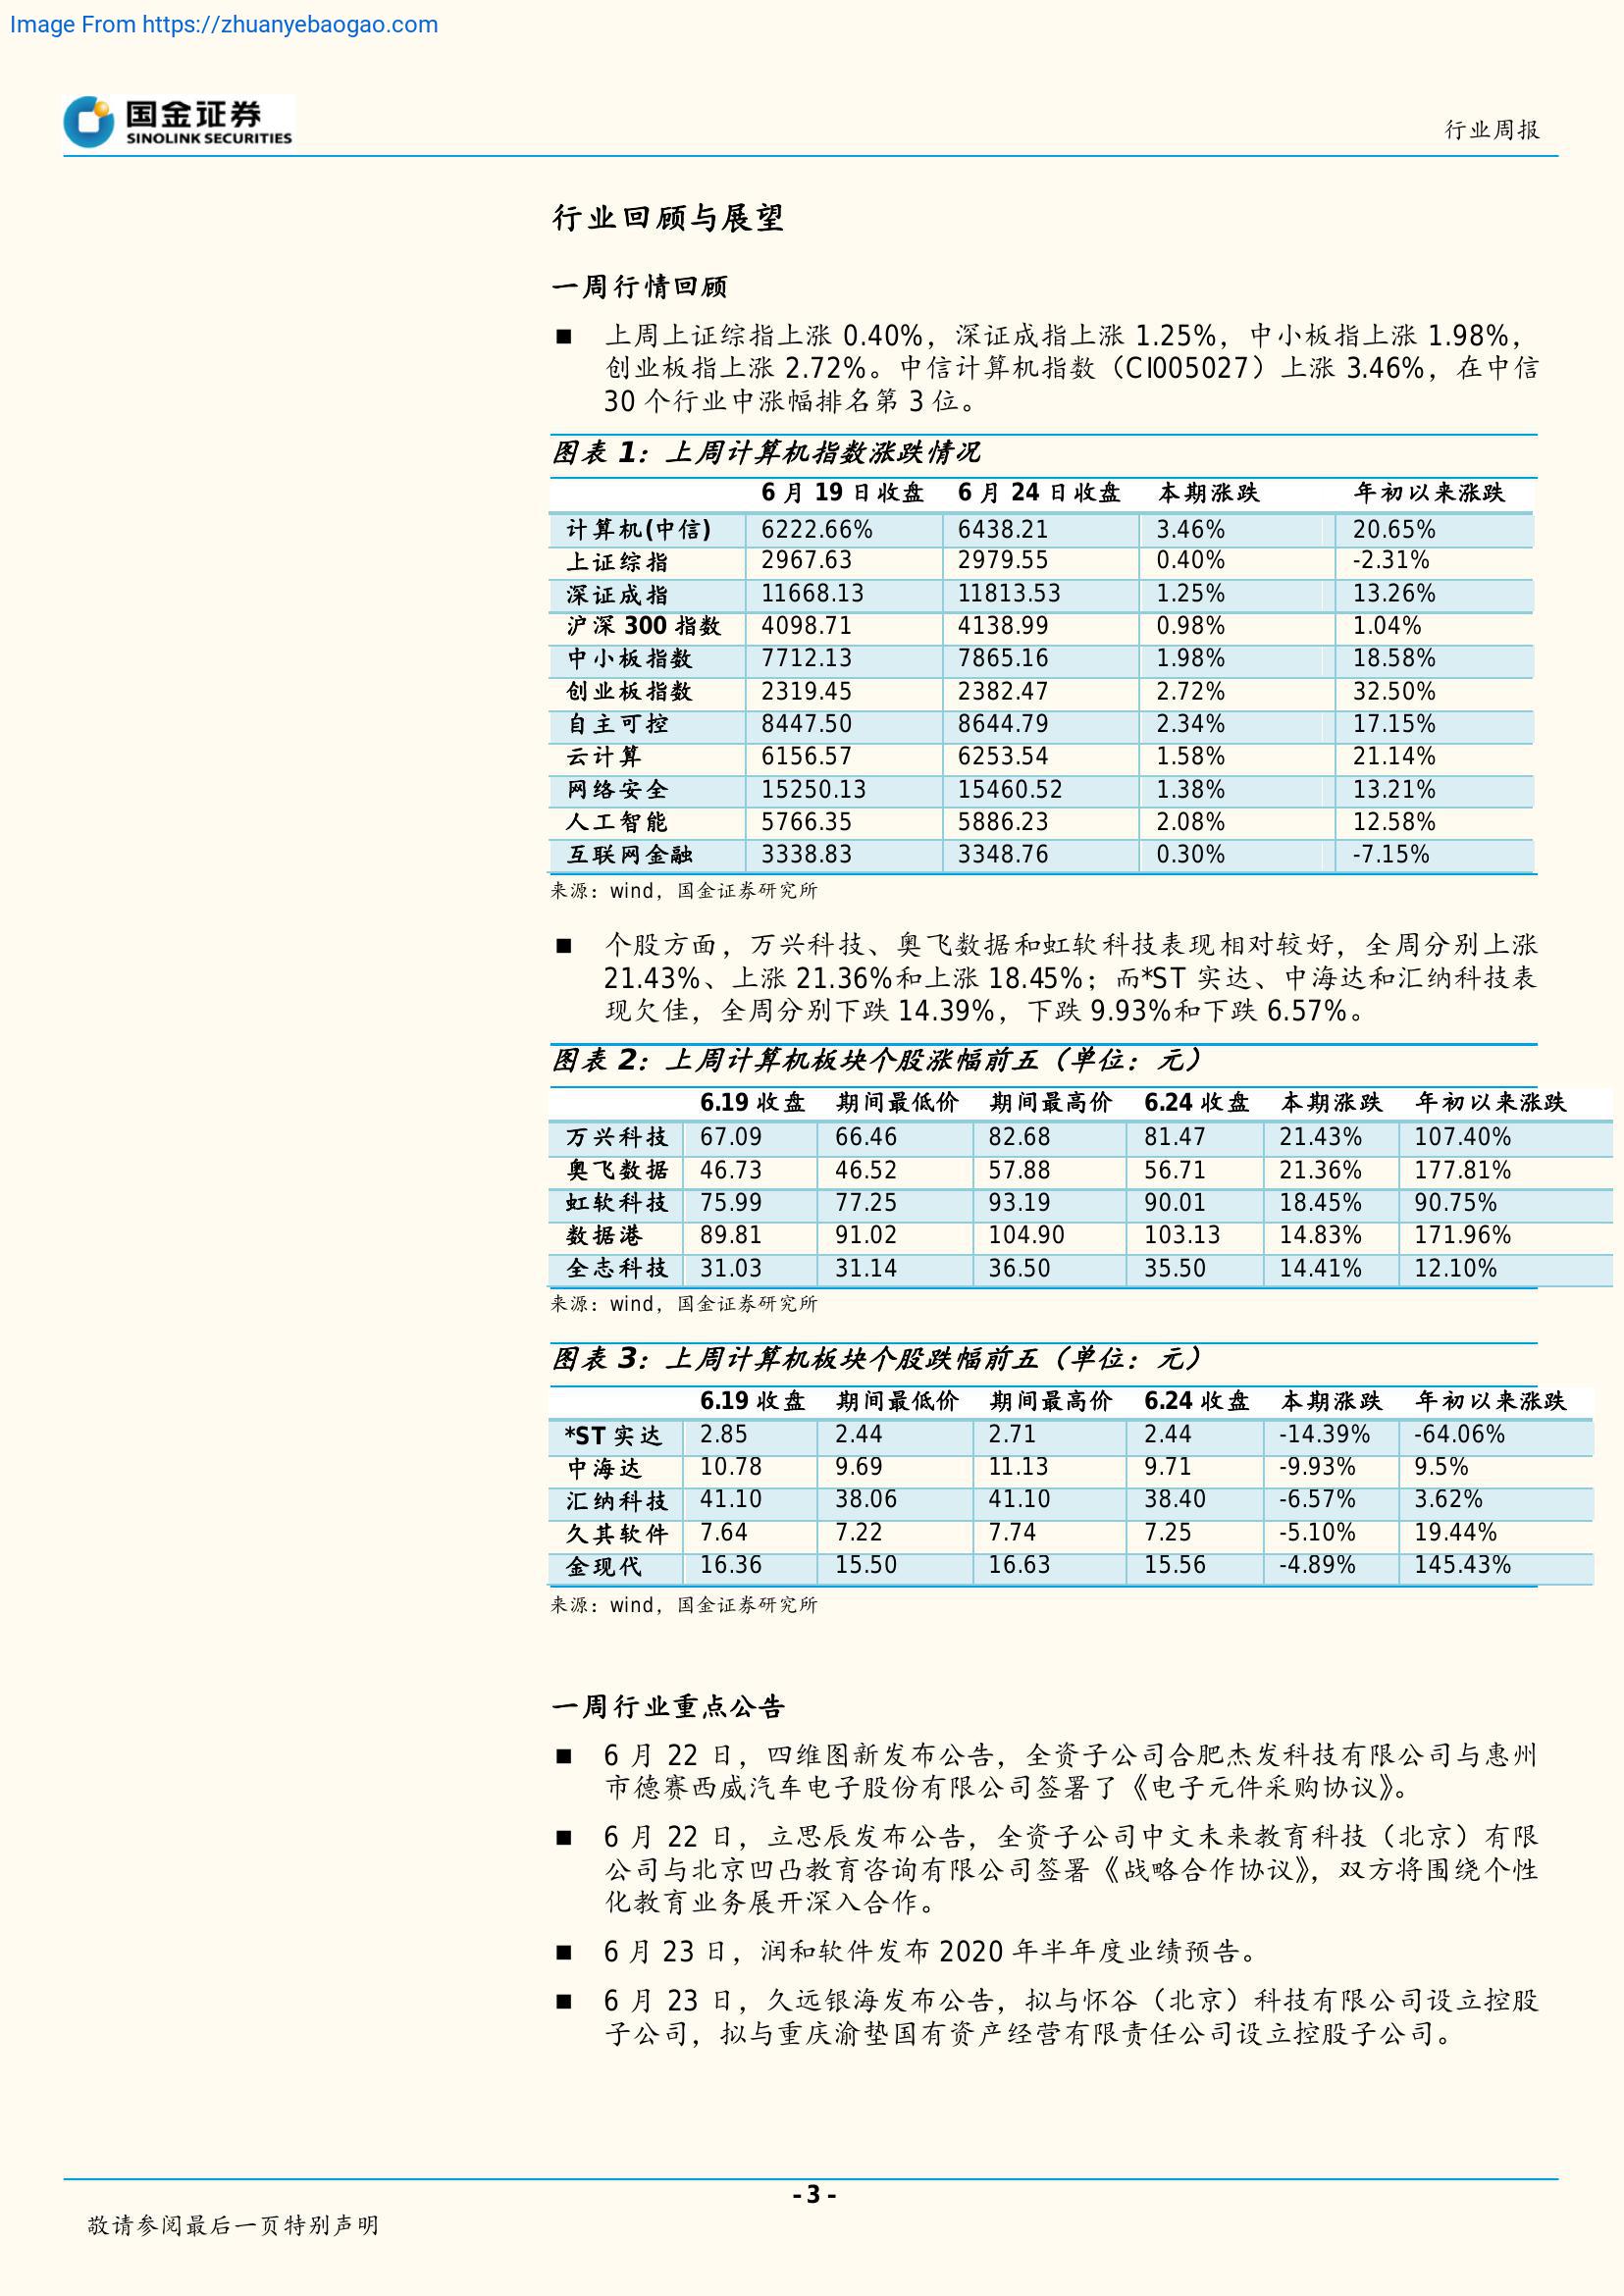 Image From https://zhuanyebaogao.com
国金证券
SINOLINK SECURITIES
行业周报
行业回顾与展望
一周行情回顾
■ 上周上证综指上涨 0.40%，深证成指上涨 1.25%，中小板指上涨 1.98%，
创业板指上涨 2.72%。中信计算机指数（CI005027）上涨 3.46%，在中信
30 个行业中涨幅排名第 3 位。
图表 1：上周计算机指数涨跌情况
6 月 19 日收盘 6 月 24 日收盘 本期涨跌 年初以来涨跌
计算机(中信) 6222.66% 6438.21 3.46% 20.65%
上证综指 2967.63 2979.55 0.40% -2.31%
深证成指 11668.13 11813.53 1.25% 13.26%
沪深 300 指数 4098.71 4138.99 0.98% 1.04%
中小板指数 7712.13 7865.16 1.98% 18.58%
创业板指数 2319.45 2382.47 2.72% 32.50%
自主可控 8447.50 8644.79 2.34% 17.15%
云计算 6156.57 6253.54 1.58% 21.14%
网络安全 15250.13 15460.52 1.38% 13.21%
人工智能 5766.35 5886.23 2.08% 12.58%
互联网金融 3338.83 3348.76 0.30% -7.15%
来源：wind，国金证券研究所
■ 个股方面，万兴科技、奥飞数据和虹软科技表现相对较好，全周分别上涨
21.43%、上涨 21.36%和上涨 18.45%；而*ST 实达、中海达和汇纳科技表
现欠佳，全周分别下跌 14.39%，下跌 9.93%和下跌 6.57%。
图表 2：上周计算机板块个股涨幅前五（单位：元）
6.19 收盘 期间最低价 期间最高价 6.24 收盘 本期涨跌 年初以来涨跌
万兴科技 67.09 66.46 82.68 81.47 21.43% 107.40%
奥飞数据 46.73 46.52 57.88 56.71 21.36% 177.81%
虹软科技 75.99 77.25 93.19 90.01 18.45% 90.75%
数据港 89.81 91.02 104.90 103.13 14.83% 171.96%
全志科技 31.03 31.14 36.50 35.50 14.41% 12.10%
来源：wind，国金证券研究所
图表 3：上周计算机板块个股跌幅前五（单位：元）
6.19 收盘 期间最低价 期间最高价 6.24 收盘 本期涨跌 年初以来涨跌
*ST 实达 2.85 2.44 2.71 2.44 -14.39% -64.06%
中海达 10.78 9.69 11.13 9.71 -9.93% 9.5%
汇纳科技 41.10 38.06 41.10 38.40 -6.57% 3.62%
久其软件 7.64 7.22 7.74 7.25 -5.10% 19.44%
金现代 16.36 15.50 16.63 15.56 -4.89% 145.43%
来源：wind，国金证券研究所
一周行业重点公告
■ 6 月 22 日，四维图新发布公告，全资子公司合肥杰发科技有限公司与惠州
市德赛西威汽车电子股份有限公司签署了《电子元件采购协议》。
■ 6 月 22 日，立思辰发布公告，全资子公司中文未来教育科技（北京）有限
公司与北京凹凸教育咨询有限公司签署《战略合作协议》，双方将围绕个性
化教育业务展开深入合作。
■ 6 月 23 日，润和软件发布 2020 年半年度业绩预告。
■ 6 月 23 日，久远银海发布公告，拟与怀谷（北京）科技有限公司设立控股
子公司，拟与重庆渝垫国有资产经营有限责任公司设立控股子公司。
- 3 -
敬请参阅最后一页特别声明